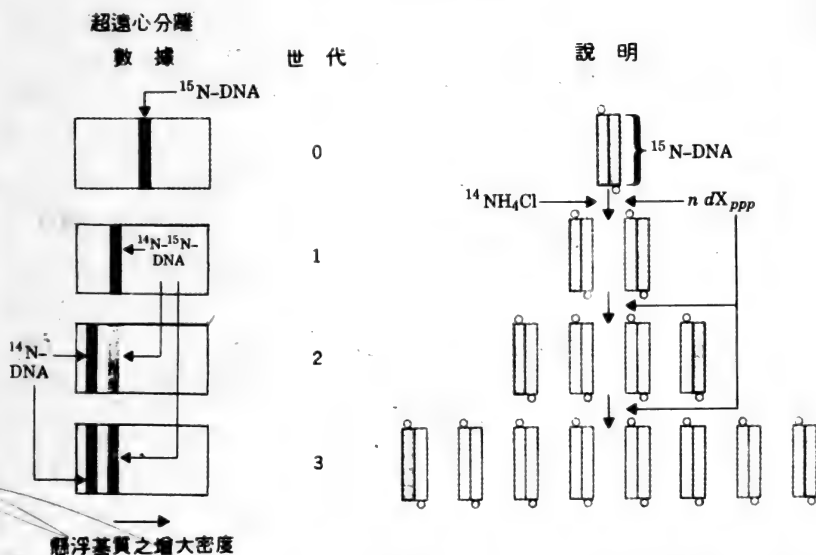 超遠心分離
數據
世代
說明
¹⁵N–DNA
0
¹⁵N–DNA
¹⁴NH₄Cl
n dXₚₚₚ
¹⁴N–¹⁵N–
DNA
1
¹⁴N–
DNA
2
3
懸浮基質之增大密度